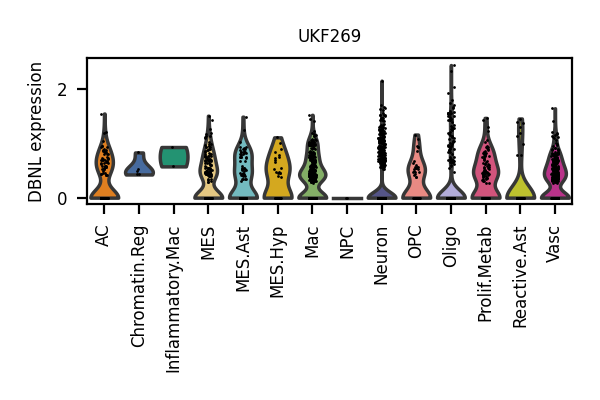 UKF269
DBNL expression
2
0
AC
Chromatin.Reg
Inflammatory.Mac
MES
MES.Ast
MES.Hyp
Mac
NPC
Neuron
OPC
Oligo
Prolif.Metab
Reactive.Ast
Vasc